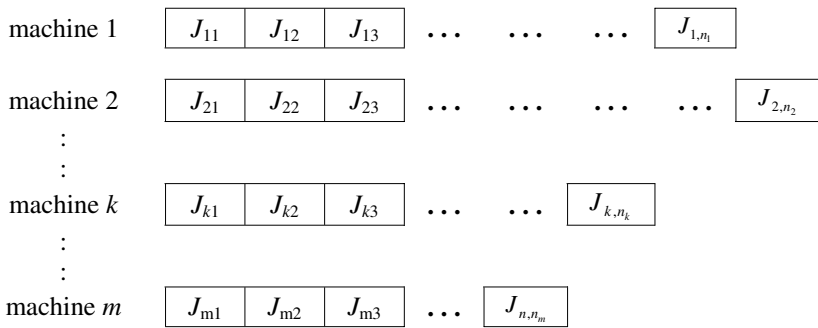 machine 1 J₁₁ J₁₂ J₁₃ ... ... ... J₁,ₙ₁
machine 2 J₂₁ J₂₂ J₂₃ ... ... ... ... J₂,ₙ₂
:
:
machine k Jₖ₁ Jₖ₂ Jₖ₃ ... ... Jₖ,ₙₖ
:
:
machine m Jₘ₁ Jₘ₂ Jₘ₃ ... Jₙ,ₙₘ